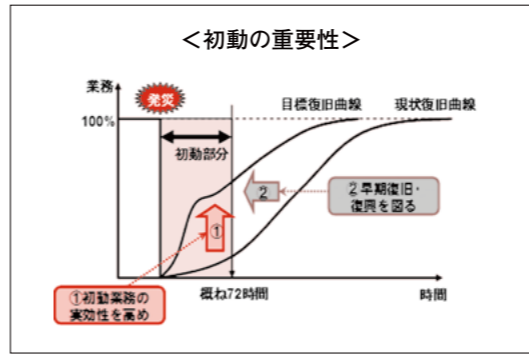 ＜初動の重要性＞
業務
発災
目標復旧曲線
現状復旧曲線
100%
初動部分
②
②早期復旧・
復興を図る
①
①初動業務の
実効性を高め
概ね72時間
時間